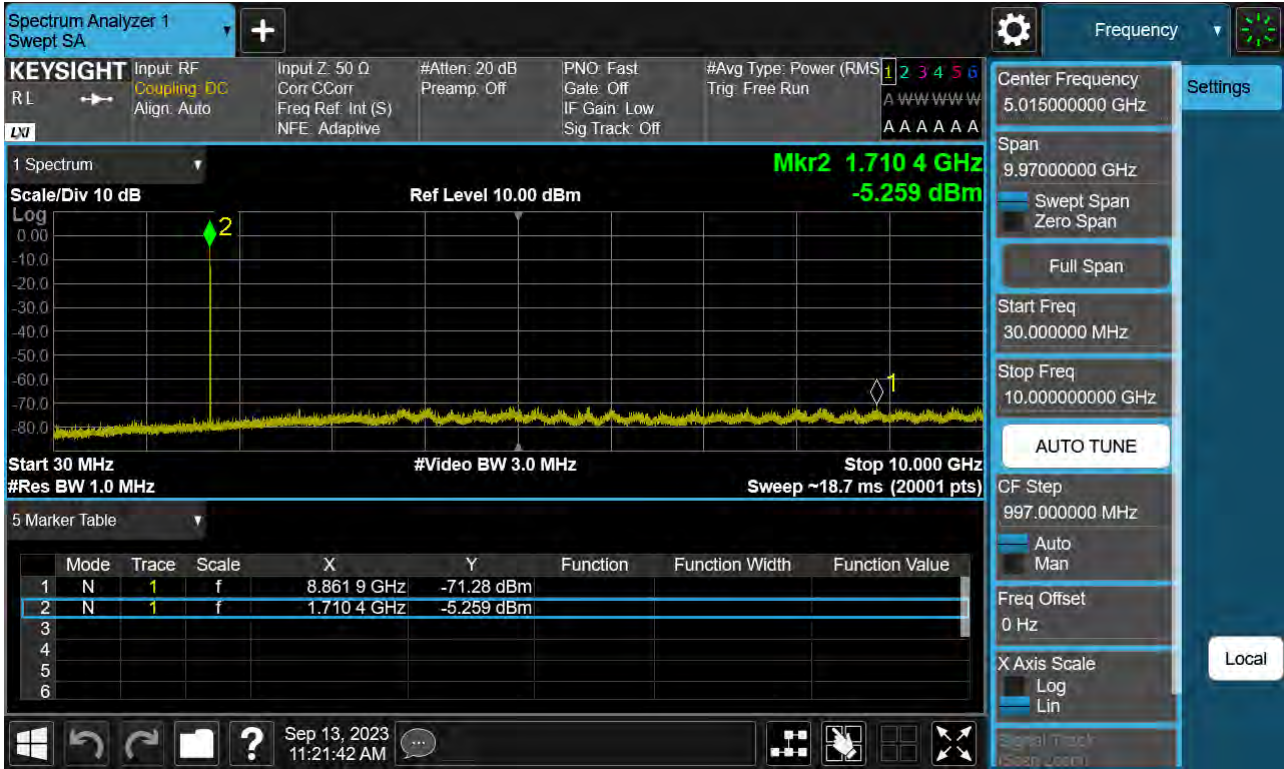 Spectrum Analyzer 1
Swept SA
+
Frequency
KEYSIGHT
RL
LXI
Input: RF
Coupling: DC
Align: Auto
Input Z: 50 Ω
Corr CCorr
Freq Ref: Int (S)
NFE: Adaptive
#Atten: 20 dB
Preamp: Off
PNO: Fast
Gate: Off
IF Gain: Low
Sig Track: Off
#Avg Type: Power (RMS
Trig: Free Run
1 2 3 4 5 6
A W W W W W
A A A A A A
1 Spectrum
Mkr2 1.710 4 GHz
-5.259 dBm
Scale/Div 10 dB
Ref Level 10.00 dBm
Log
0.00
-10.0
-20.0
-30.0
-40.0
-50.0
-60.0
-70.0
-80.0
2
1
Start 30 MHz
#Video BW 3.0 MHz
Stop 10.000 GHz
#Res BW 1.0 MHz
Sweep ~18.7 ms (20001 pts)
5 Marker Table
Mode Trace Scale X Y Function Function Width Function Value
1 N 1 f 8.861 9 GHz -71.28 dBm
2 N 1 f 1.710 4 GHz -5.259 dBm
3
4
5
6
Center Frequency
5.015000000 GHz
Span
9.97000000 GHz
Swept Span
Zero Span
Full Span
Start Freq
30.000000 MHz
Stop Freq
10.000000000 GHz
AUTO TUNE
CF Step
997.000000 MHz
Auto
Man
Freq Offset
0 Hz
X Axis Scale
Log
Lin
Signal Track
(Span Zoom)
Settings
Local
?
Sep 13, 2023
11:21:42 AM